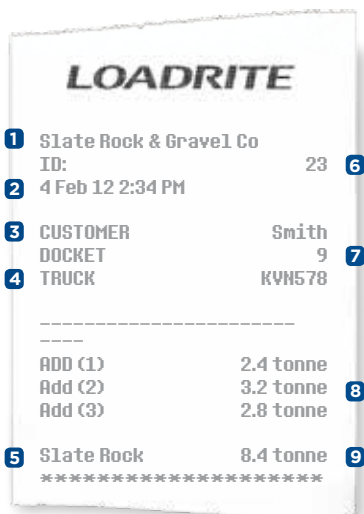 LOADRITE
1 Slate Rock & Gravel Co
ID: 23 6
2 4 Feb 12 2:34 PM
3 CUSTOMER Smith
DOCKET 9 7
4 TRUCK KVN578
------------------------
----
ADD (1) 2.4 tonne
Add (2) 3.2 tonne 8
Add (3) 2.8 tonne
5 Slate Rock 8.4 tonne 9
********************